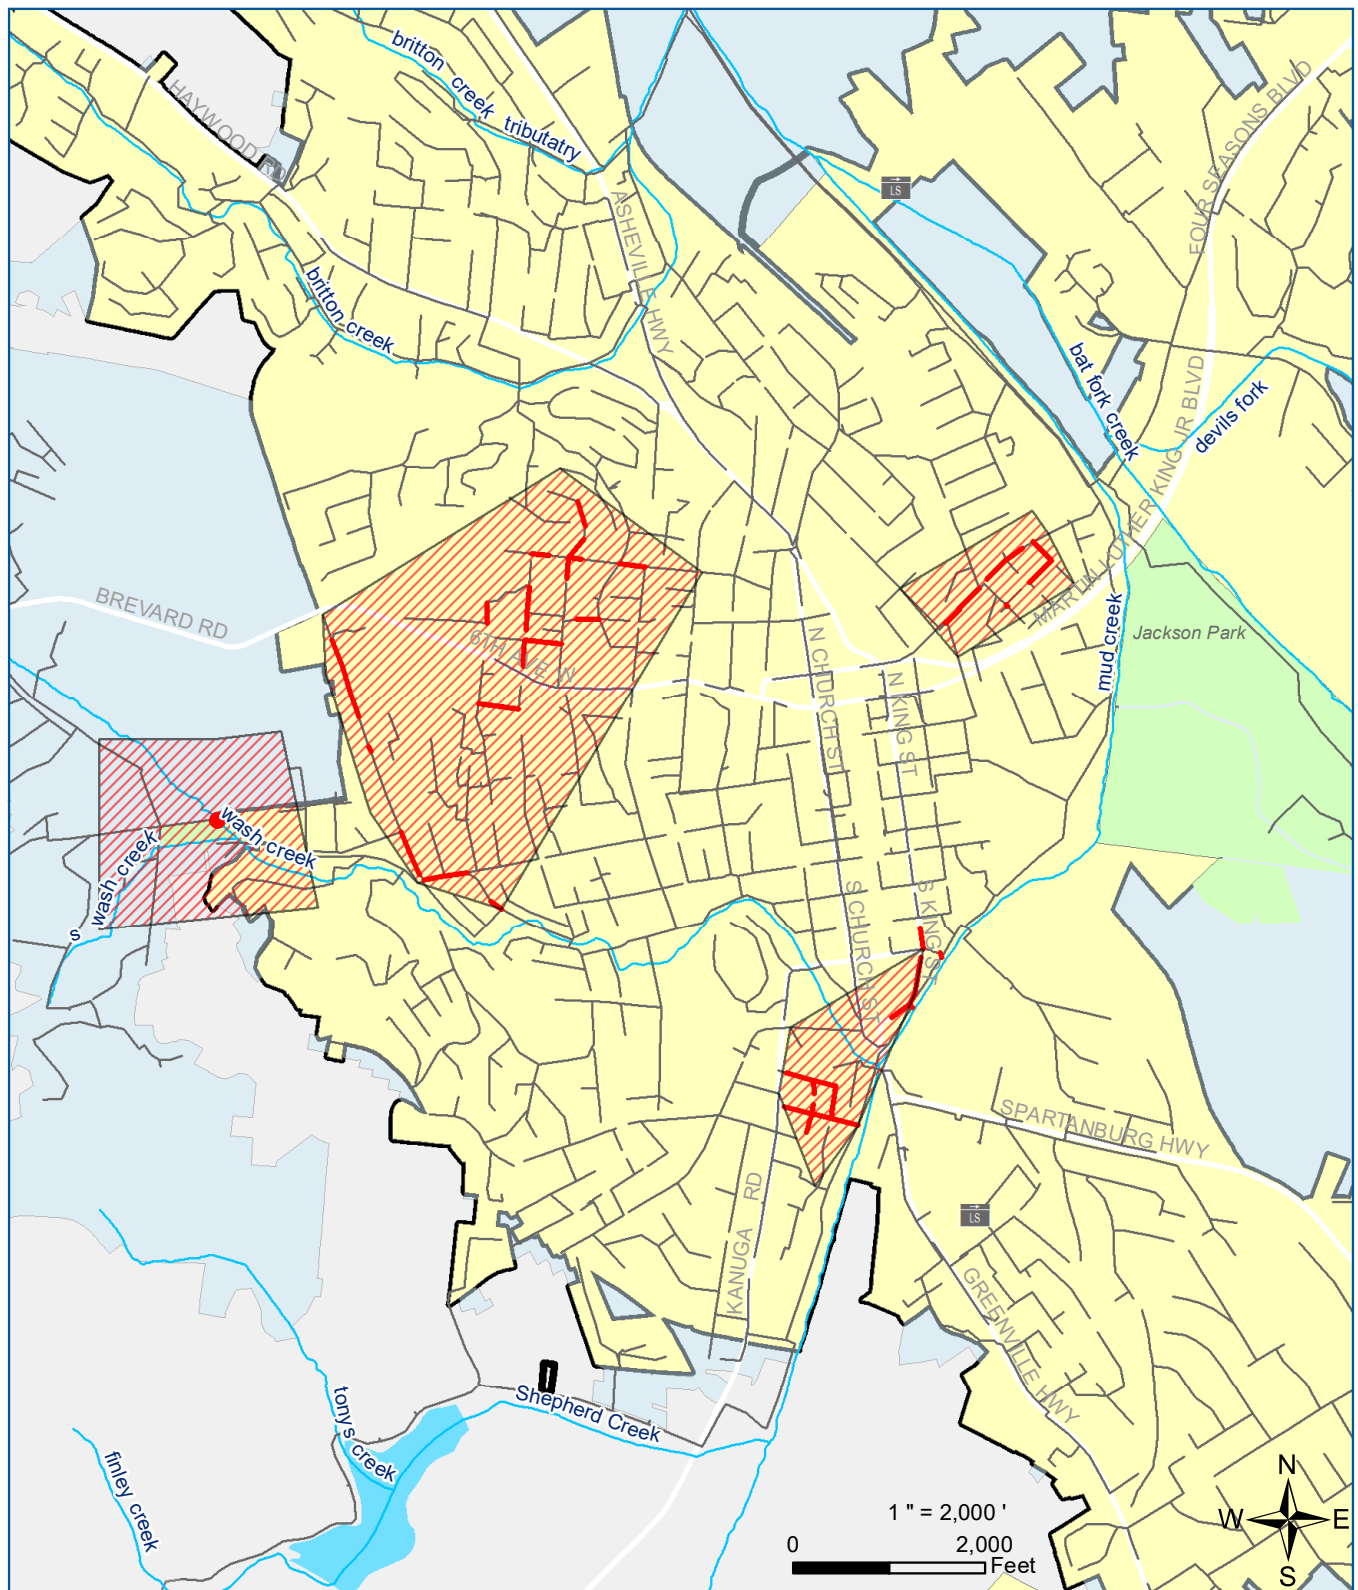 britton creek tributatry
HAYWOOD RD
LS
FOUR SEASONS BLVD
ASHEVILLE HWY
britton creek
bat fork creek
devils fork
MARTIN LUTHER KING JR BLVD
BREVARD RD
6TH AVE W
N CHURCH ST
N KING ST
mud creek
Jackson Park
wash creek
s wash creek
S CHURCH ST
S KING ST
SPARTANBURG HWY
KANUGA RD
LS
GREENVILLE HWY
Shepherd Creek
tonys creek
finley creek
1 " = 2,000 '
0 2,000
Feet
N
W E
S